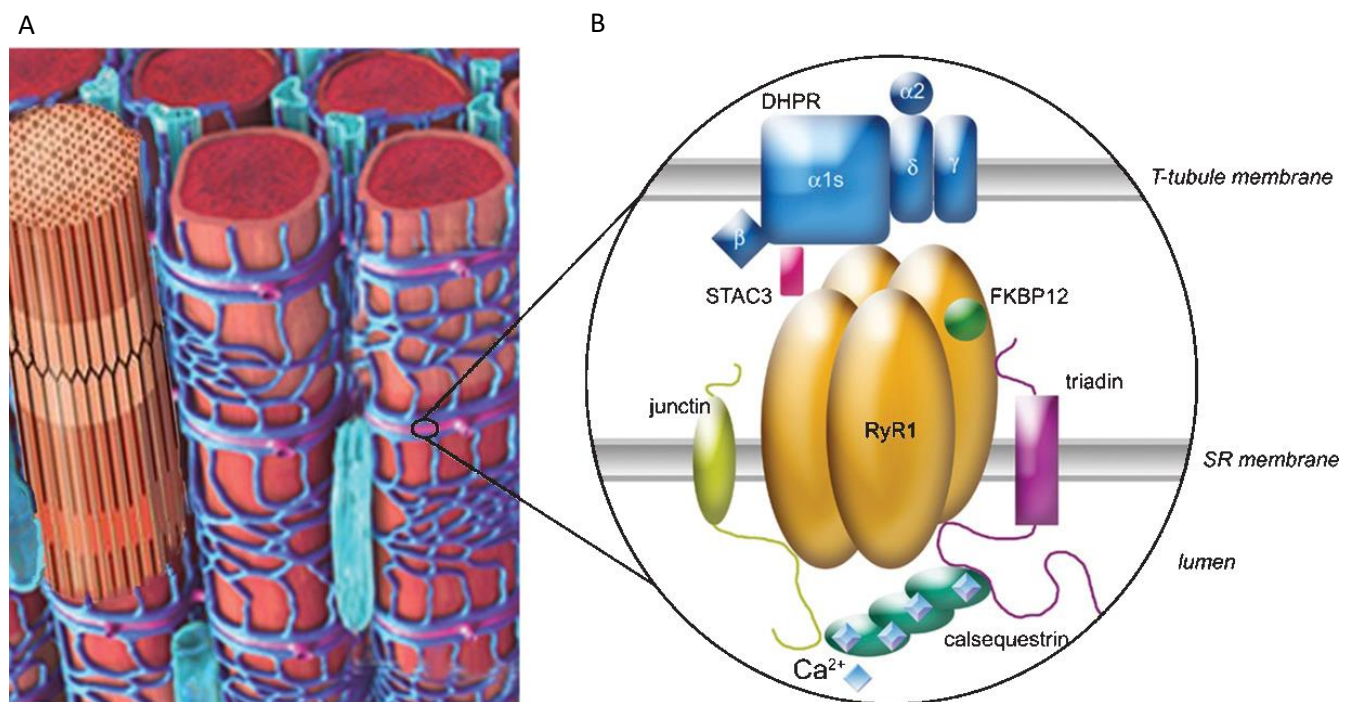 A
B
DHPR
α2
α1s
δ
γ
T-tubule membrane
β
STAC3
FKBP12
triadin
junctin
RyR1
SR membrane
lumen
calsequestrin
Ca²⁺